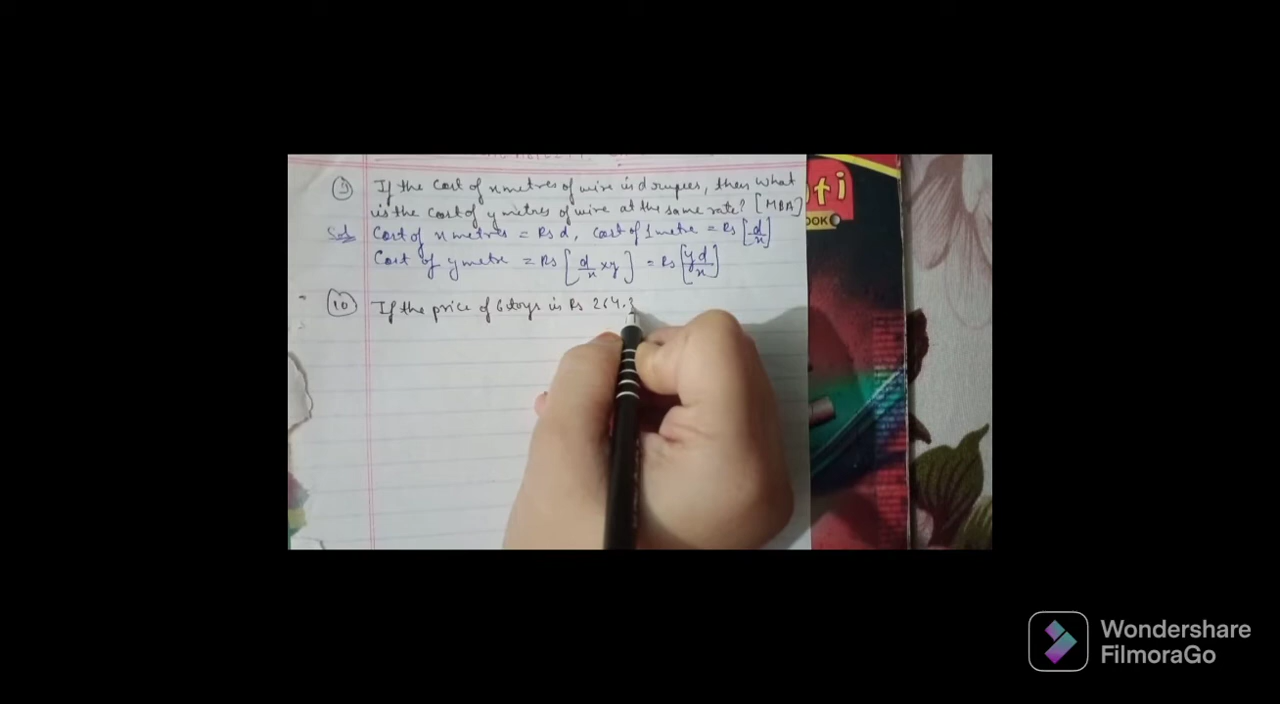 (9) If the cost of x metres of wire is d rupees, then what
is the cost of y metres of wire at the same rate? [MBA]
Sol Cost of x metres = Rs d, Cost of 1 metre = Rs [d/x]
Cost of y metre = Rs [d/x × y] = Rs [yd/x]
(10) If the price of 6 toys is Rs 264.
Wondershare
FilmoraGo